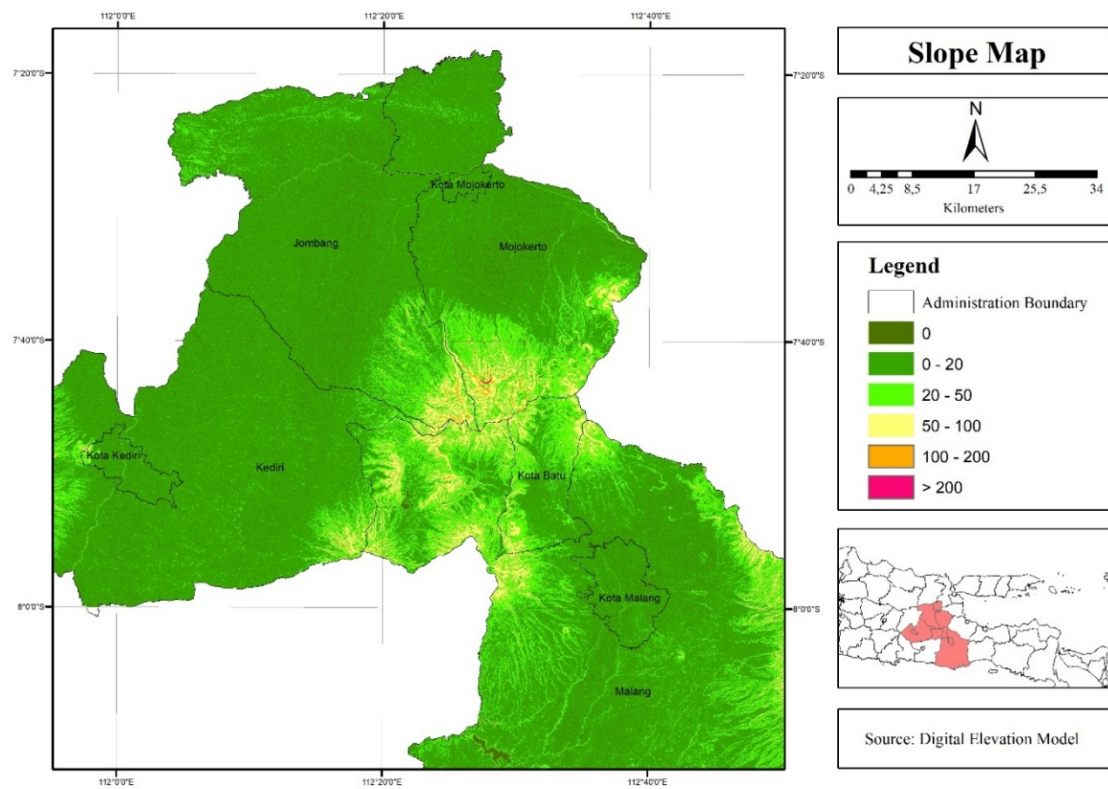 112°0'0"E
112°20'0"E
112°40'0"E
7°20'0"S
7°20'0"S
7°40'0"S
7°40'0"S
8°0'0"S
8°0'0"S
112°0'0"E
112°20'0"E
112°40'0"E
Kota Mojokerto
Jombang
Mojokerto
Kota Kediri
Kediri
Kota Batu
Kota Malang
Malang
Slope Map
N
0 4,25 8,5 17 25,5 34
Kilometers
Legend
Administration Boundary
0
0 - 20
20 - 50
50 - 100
100 - 200
> 200
Source: Digital Elevation Model